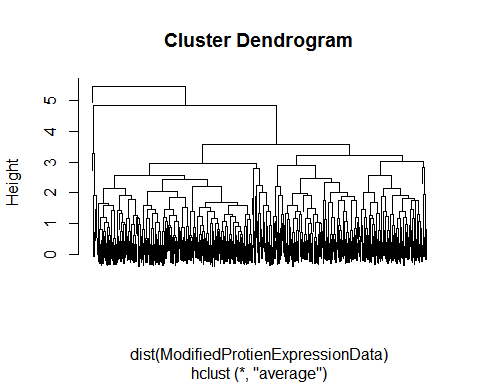 Cluster Dendrogram
Height
5
4
3
2
1
0
dist(ModifiedProtienExpressionData)
hclust (*, "average")